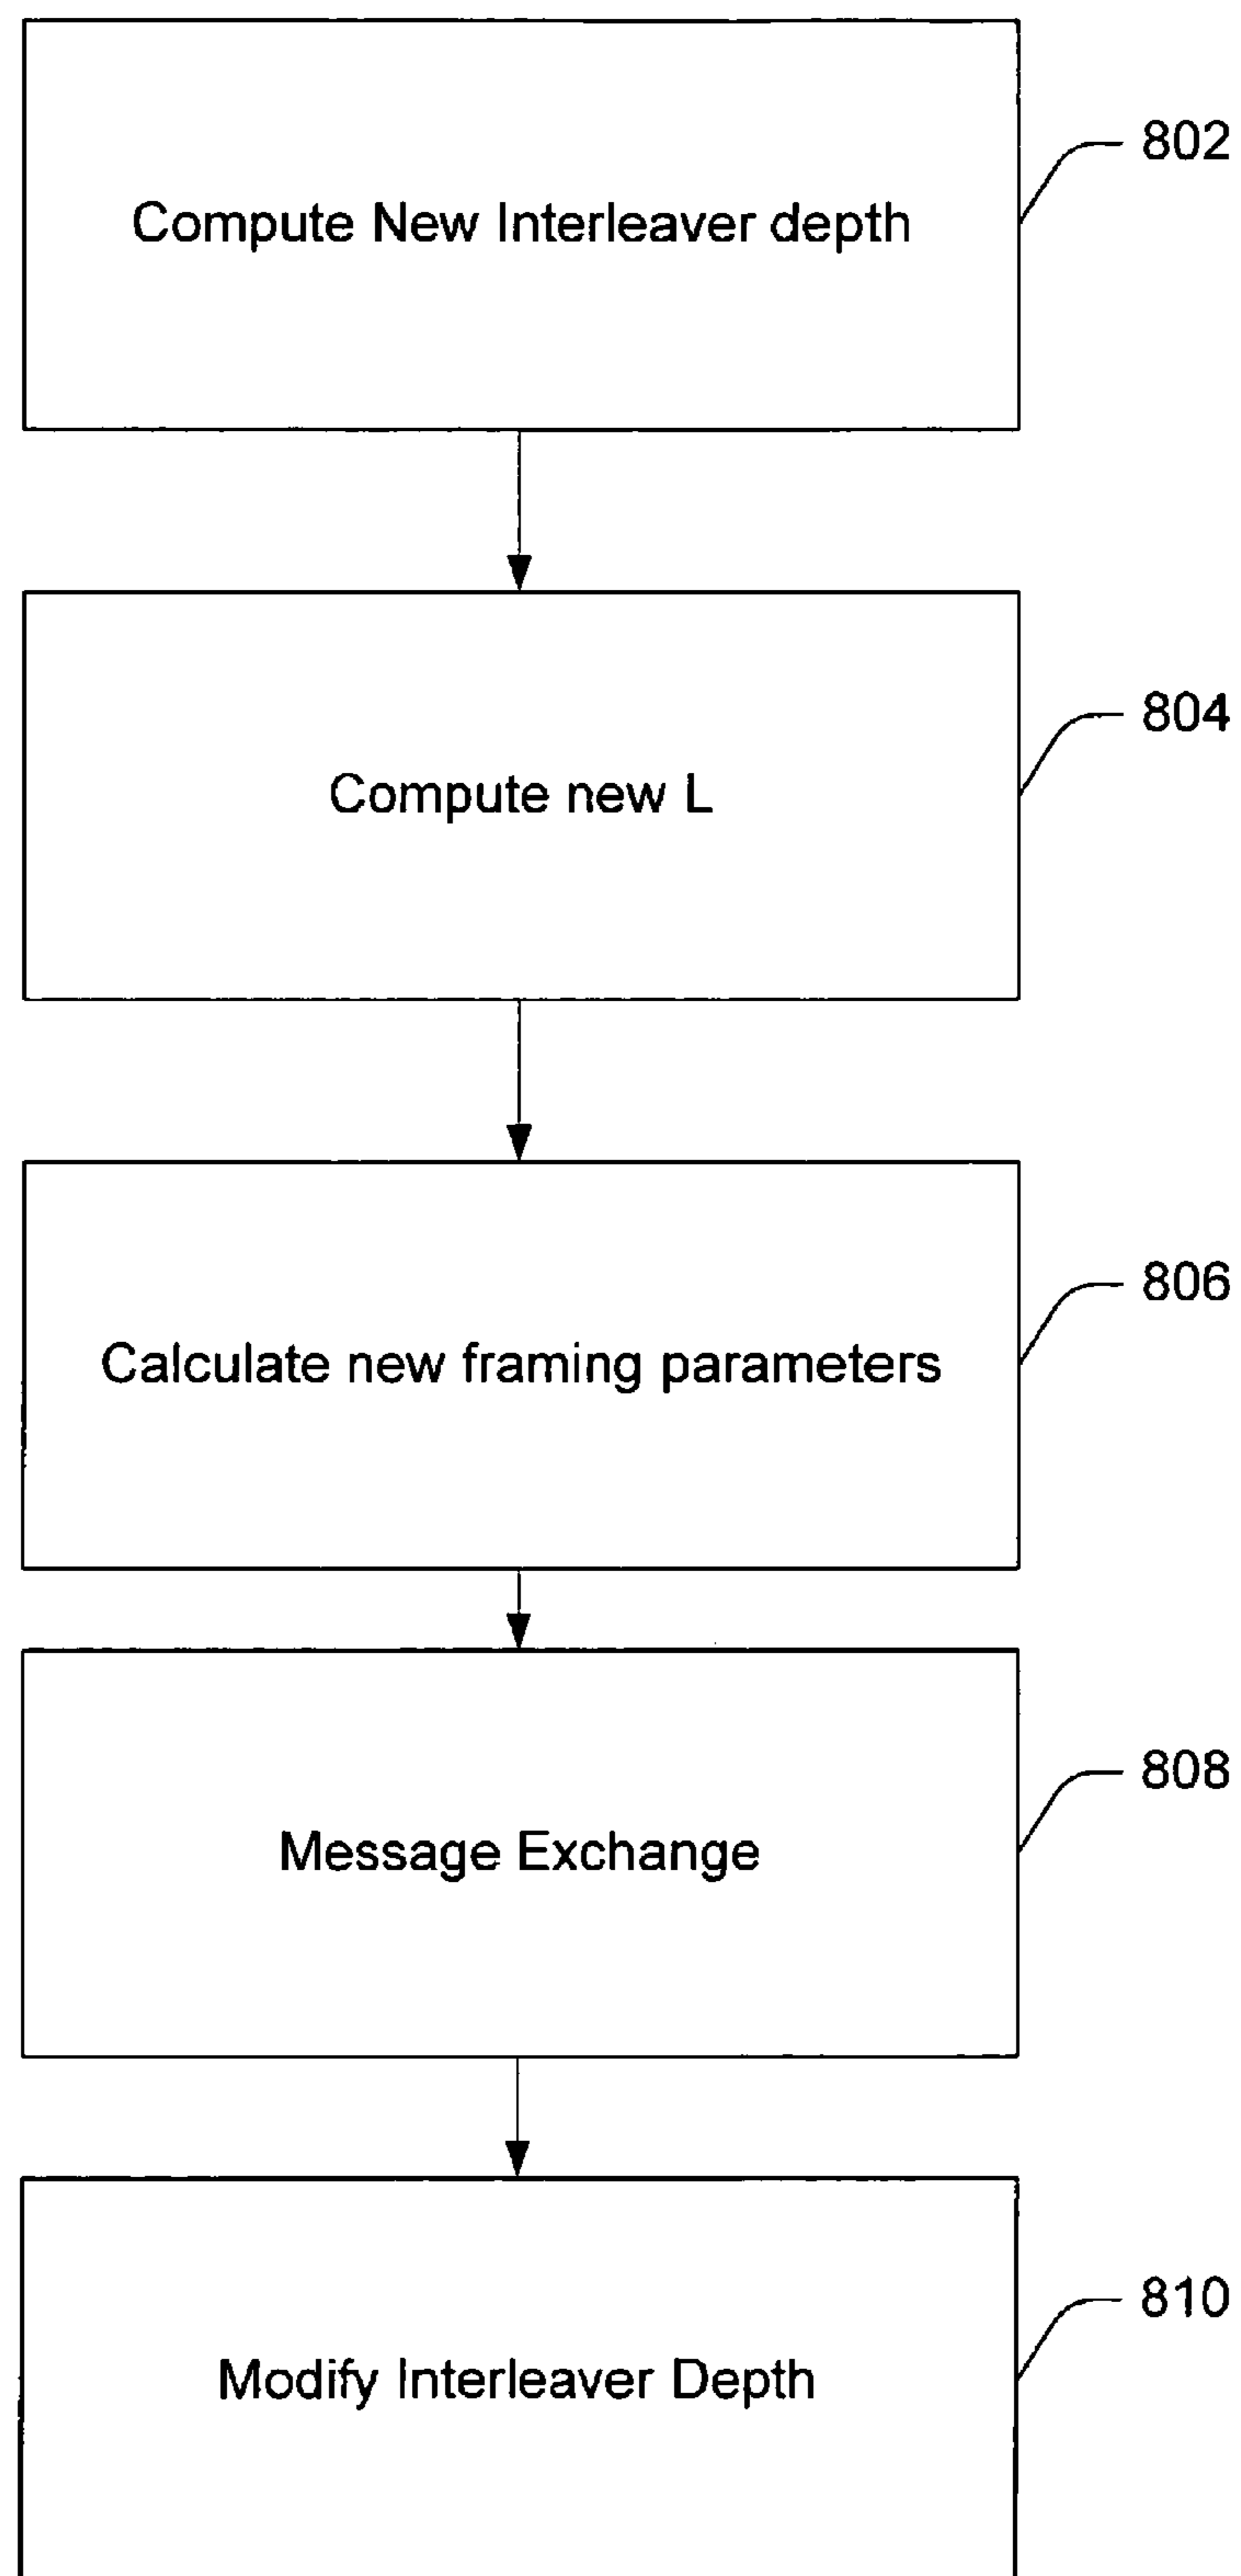 Compute New Interleaver depth
802
Compute new L
804
Calculate new framing parameters
806
Message Exchange
808
Modify Interleaver Depth
810